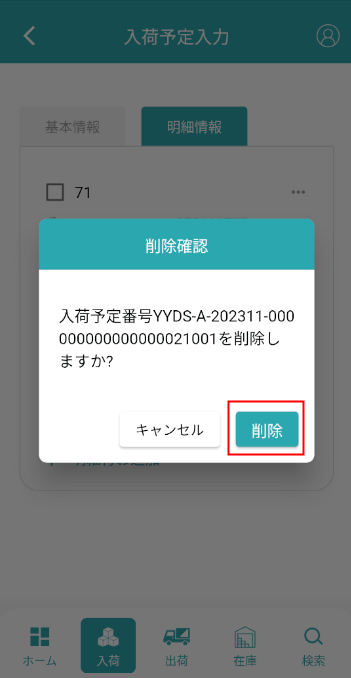 入荷予定入力
基本情報
明細情報
71
削除確認
入荷予定番号YYDS-A-202311-000
000000000000021001を削除し
ますか?
キャンセル
削除
ホーム
入荷
出荷
在庫
検索